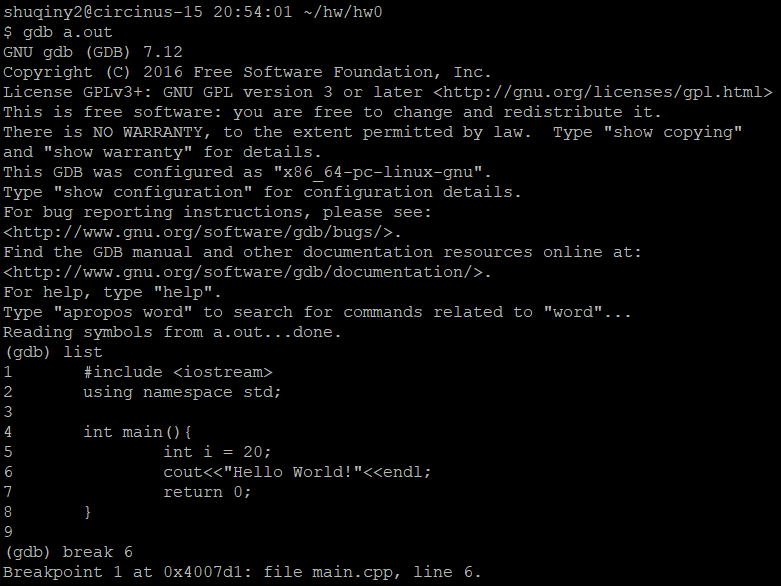 shuqiny2@circinus-15 20:54:01 ~/hw/hw0
$ gdb a.out
GNU gdb (GDB) 7.12
Copyright (C) 2016 Free Software Foundation, Inc.
License GPLv3+: GNU GPL version 3 or later <http://gnu.org/licenses/gpl.html>
This is free software: you are free to change and redistribute it.
There is NO WARRANTY, to the extent permitted by law.  Type "show copying"
and "show warranty" for details.
This GDB was configured as "x86_64-pc-linux-gnu".
Type "show configuration" for configuration details.
For bug reporting instructions, please see:
<http://www.gnu.org/software/gdb/bugs/>.
Find the GDB manual and other documentation resources online at:
<http://www.gnu.org/software/gdb/documentation/>.
For help, type "help".
Type "apropos word" to search for commands related to "word"...
Reading symbols from a.out...done.
(gdb) list
1       #include <iostream>
2       using namespace std;
3
4       int main(){
5               int i = 20;
6               cout<<"Hello World!"<<endl;
7               return 0;
8       }
9
(gdb) break 6
Breakpoint 1 at 0x4007d1: file main.cpp, line 6.